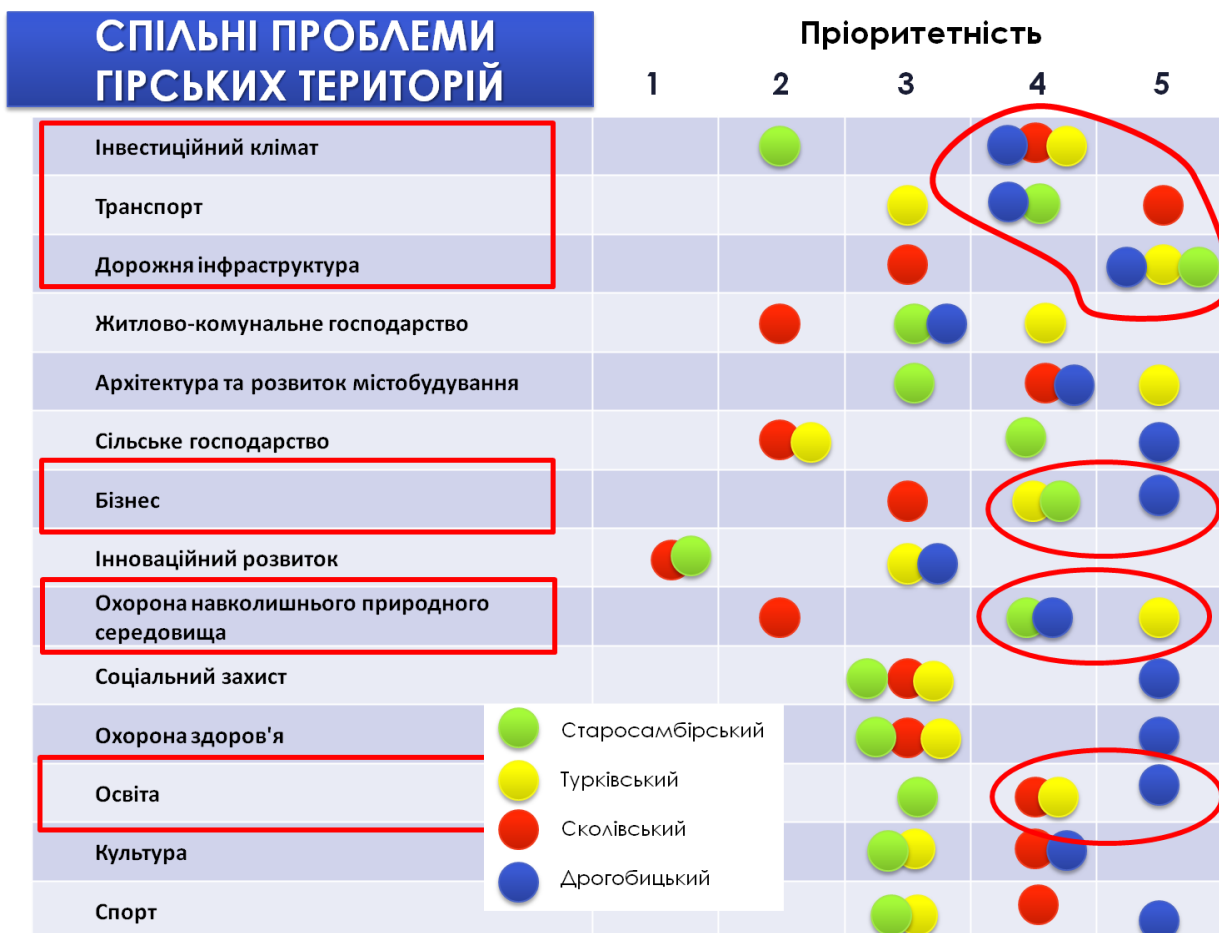 СПІЛЬНІ ПРОБЛЕМИ
ГІРСЬКИХ ТЕРИТОРІЙ
Пріоритетність
1 2 3 4 5
Інвестиційний клімат
Транспорт
Дорожня інфраструктура
Житлово-комунальне господарство
Архітектура та розвиток містобудування
Сільське господарство
Бізнес
Інноваційний розвиток
Охорона навколишнього природного
середовища
Соціальний захист
Охорона здоров'я
Освіта
Культура
Спорт
Старосамбірський
Турківський
Сколівський
Дрогобицький